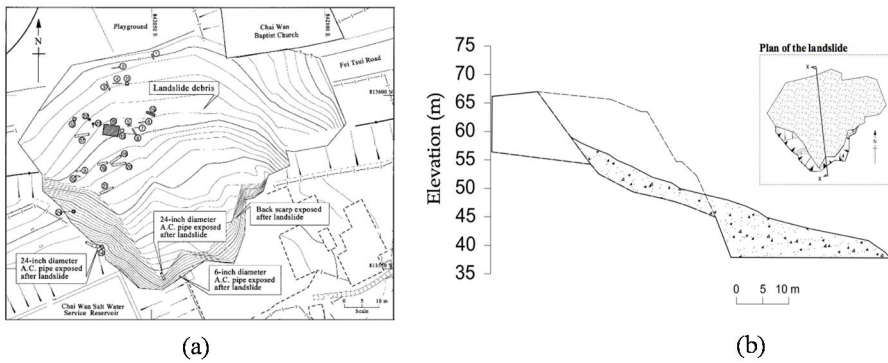 842050 E
842100 E
Playground
Chai Wan
Baptist Church
N
Fei Tsui Road
Landslide debris
815600 N
Back scarp exposed
after landslide
24-inch diameter
A.C. pipe exposed
after landslide
24-inch diameter
A.C. pipe exposed
after landslide
6-inch diameter
A.C. pipe exposed
after landslide
Chai Wan Salt Water
Service Reservoir
0 5 10 m
Scale
(a)
Elevation (m)
75
70
65
60
55
50
45
40
35
Plan of the landslide
X
N
X
0 5 10 m
(b)